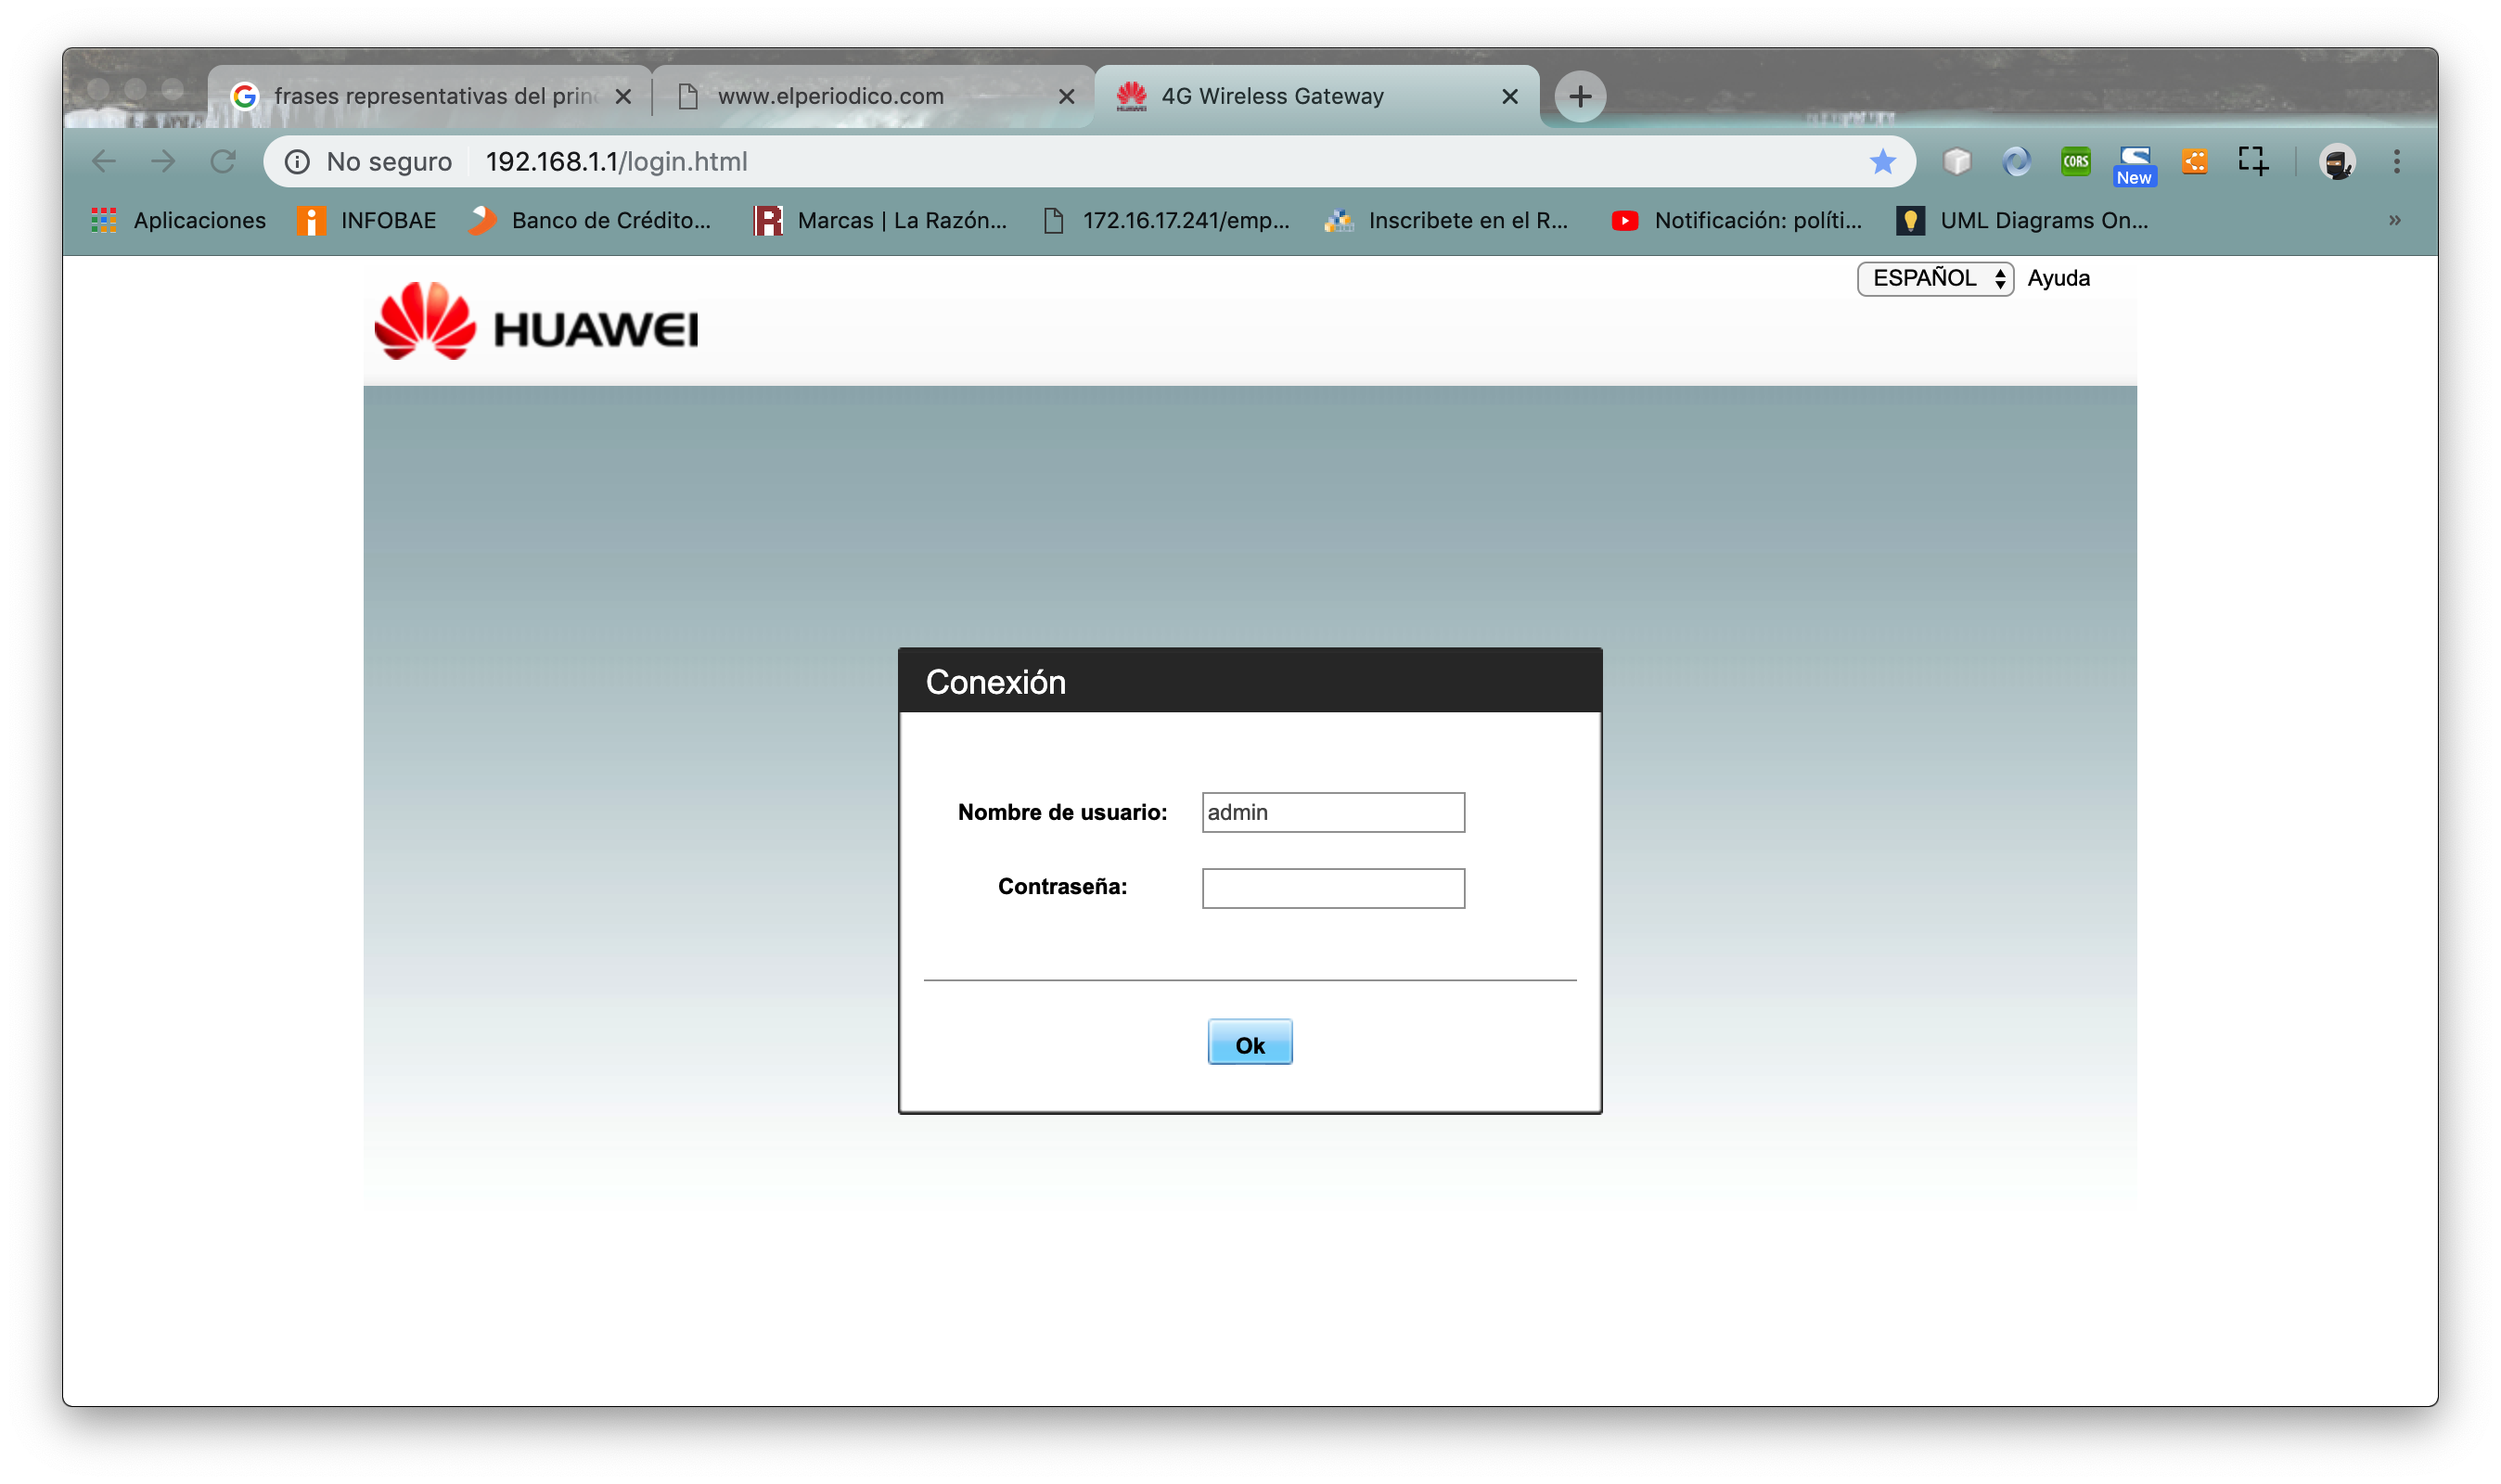 frases representativas del prin
www.elperiodico.com
4G Wireless Gateway
No seguro 192.168.1.1/login.html
CORS
New
Aplicaciones INFOBAE Banco de Crédito... Marcas | La Razón... 172.16.17.241/emp... Inscribete en el R... Notificación: políti... UML Diagrams On... »
ESPAÑOL Ayuda
HUAWEI
Conexión
Nombre de usuario: admin
Contraseña:
Ok